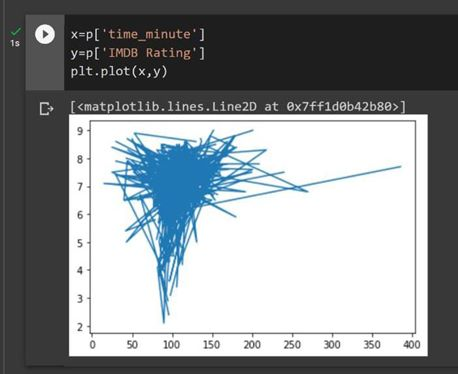 x=p['time_minute']
y=p['IMDB Rating']
plt.plot(x,y)
1s
[<matplotlib.lines.Line2D at 0x7ff1d0b42b80>]
9
8
7
6
5
4
3
2
0 50 100 150 200 250 300 350 400